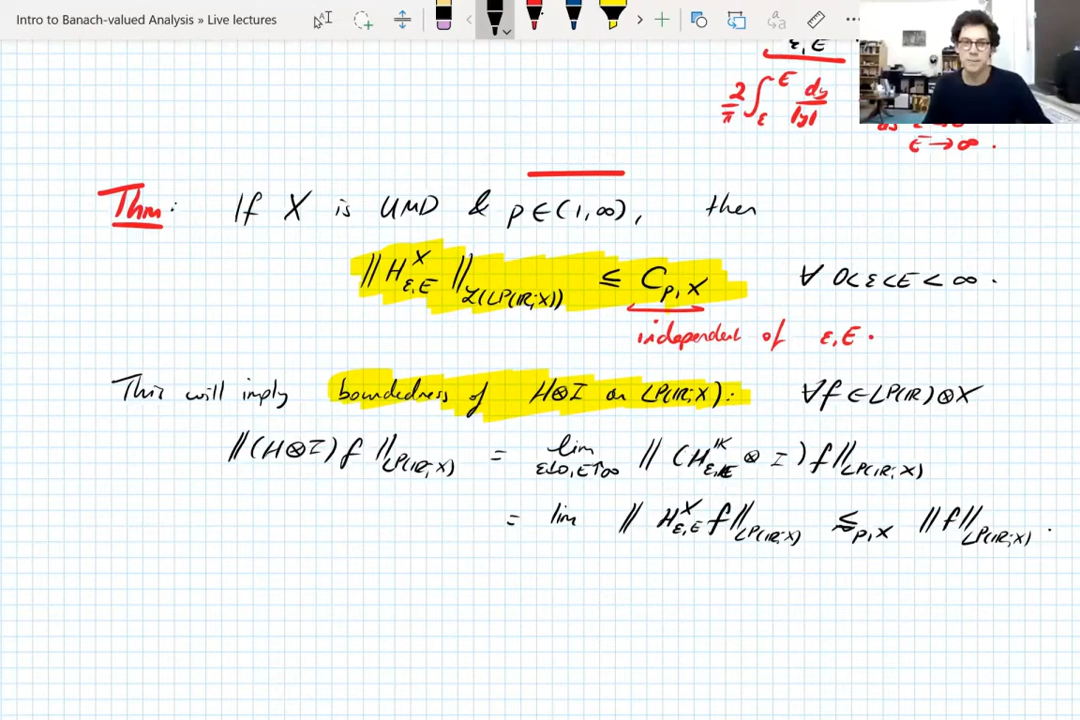 Intro to Banach-valued Analysis » Live lectures
ε, E
2/π ∫_ε^E dy/|y|
E → ∞ .
Thm: If X is UMD & p∈(1,∞), then
‖H^X_{ε,E}‖_{ℒ(L^p(ℝ;X))} ≤ C_{p,X} ∀ 0<ε<E<∞ .
independent of ε, E .
This will imply boundedness of H⊗I on L^p(ℝ;X): ∀f ∈ L^p(ℝ)⊗X
‖(H⊗I)f‖_{L^p(ℝ;X)} = lim_{ε↓0, E↑∞} ‖(H^𝕂_{ε,E} ⊗ I)f‖_{L^p(ℝ;X)}
= lim ‖H^X_{ε,E} f‖_{L^p(ℝ;X)} ≲_{p,X} ‖f‖_{L^p(ℝ;X)} .